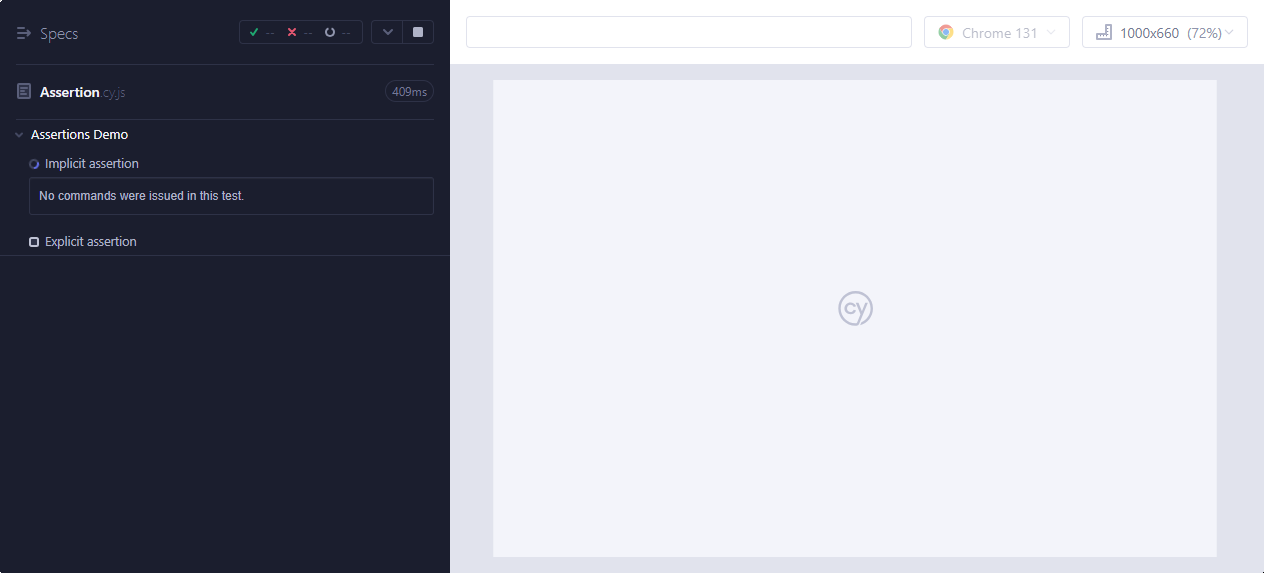 Specs -- -- --
Chrome 131 1000x660 (72%)
Assertion.cy.js 409ms
Assertions Demo
Implicit assertion
No commands were issued in this test.
Explicit assertion
cy